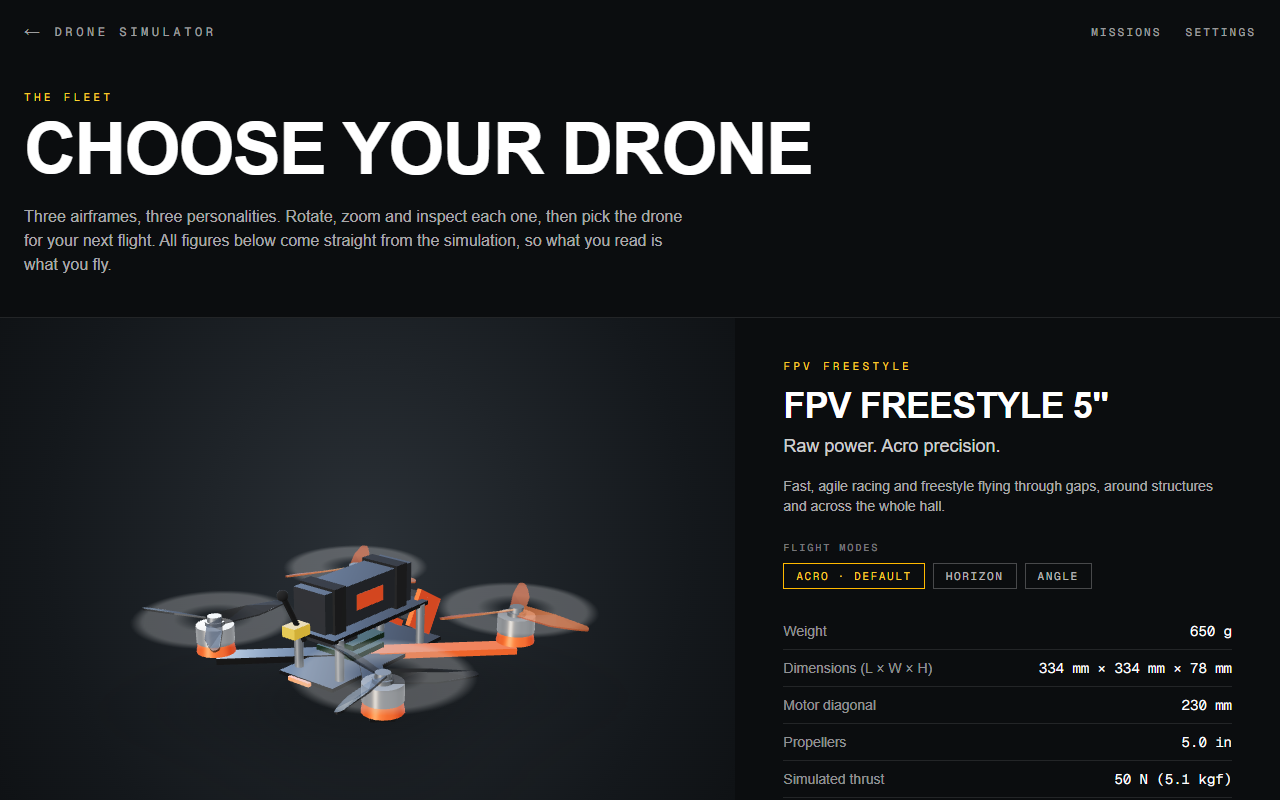 ← DRONE SIMULATOR
MISSIONS SETTINGS
THE FLEET
CHOOSE YOUR DRONE
Three airframes, three personalities. Rotate, zoom and inspect each one, then pick the drone
for your next flight. All figures below come straight from the simulation, so what you read is
what you fly.
FPV FREESTYLE
FPV FREESTYLE 5"
Raw power. Acro precision.
Fast, agile racing and freestyle flying through gaps, around structures
and across the whole hall.
FLIGHT MODES
ACRO · DEFAULT HORIZON ANGLE
Weight 650 g
Dimensions (L × W × H) 334 mm × 334 mm × 78 mm
Motor diagonal 230 mm
Propellers 5.0 in
Simulated thrust 50 N (5.1 kgf)